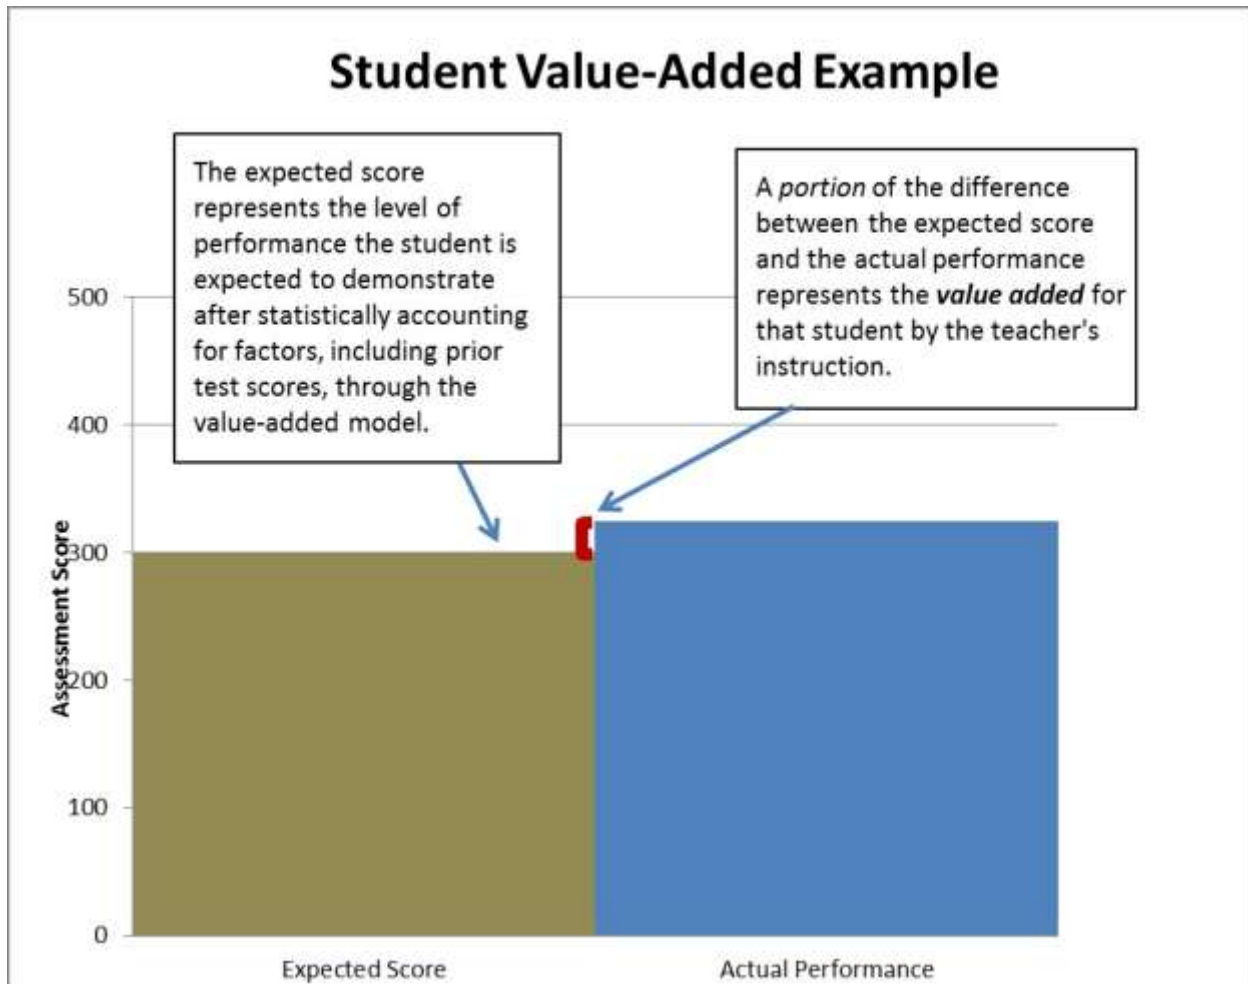 Student Value-Added Example
The expected score
represents the level of
performance the student is
expected to demonstrate
after statistically accounting
for factors, including prior
test scores, through the
value-added model.
A portion of the difference
between the expected score
and the actual performance
represents the value added for
that student by the teacher's
instruction.
Assessment Score
500
400
300
200
100
0
Expected Score
Actual Performance